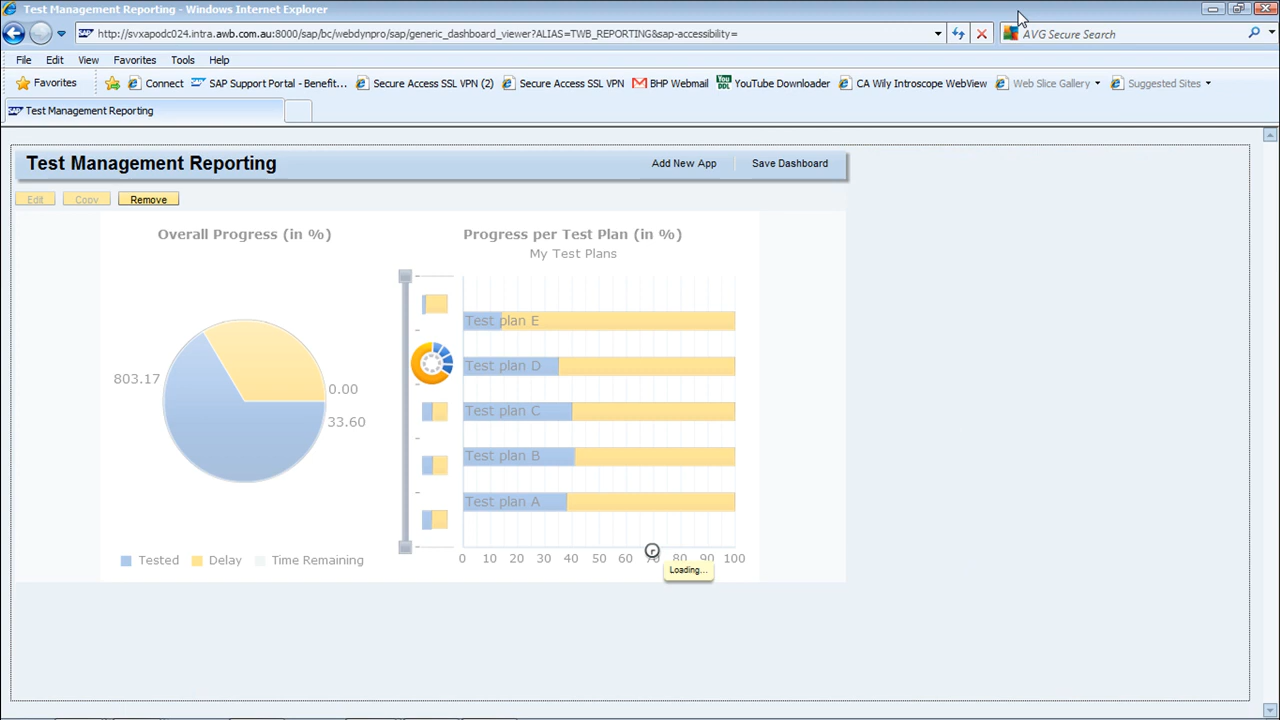 Test Management Reporting - Windows Internet Explorer
http://svxapodc024.intra.awb.com.au:8000/sap/bc/webdynpro/sap/generic_dashboard_viewer?ALIAS=TWB_REPORTING&sap-accessibility=
AVG Secure Search
File Edit View Favorites Tools Help
Favorites Connect SAP Support Portal - Benefit... Secure Access SSL VPN (2) Secure Access SSL VPN BHP Webmail YouTube Downloader CA Wily Introscope WebView Web Slice Gallery Suggested Sites
Test Management Reporting
Test Management Reporting Add New App Save Dashboard
Edit Copy Remove
Overall Progress (in %)
803.17
0.00
33.60
Tested Delay Time Remaining
Progress per Test Plan (in %)
My Test Plans
Test plan E
Test plan D
Test plan C
Test plan B
Test plan A
0 10 20 30 40 50 60 70 80 90 100
Loading...